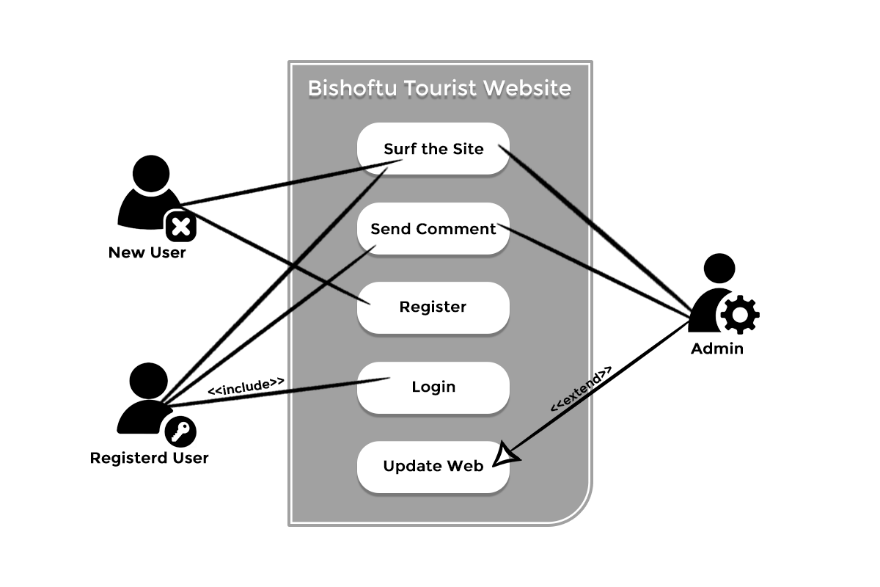 Bishoftu Tourist Website
Surf the Site
Send Comment
Register
Login
Update Web
New User
Registerd User
<<include>>
Admin
<<extend>>